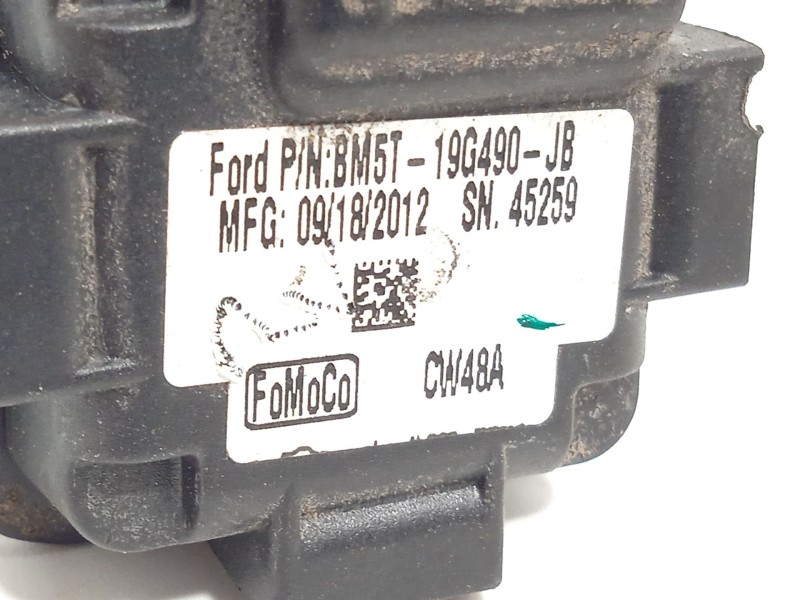 Ford P/N:BM5T-19G490-JB
MFG: 09/18/2012 SN. 45259
FoMoCo CW48A